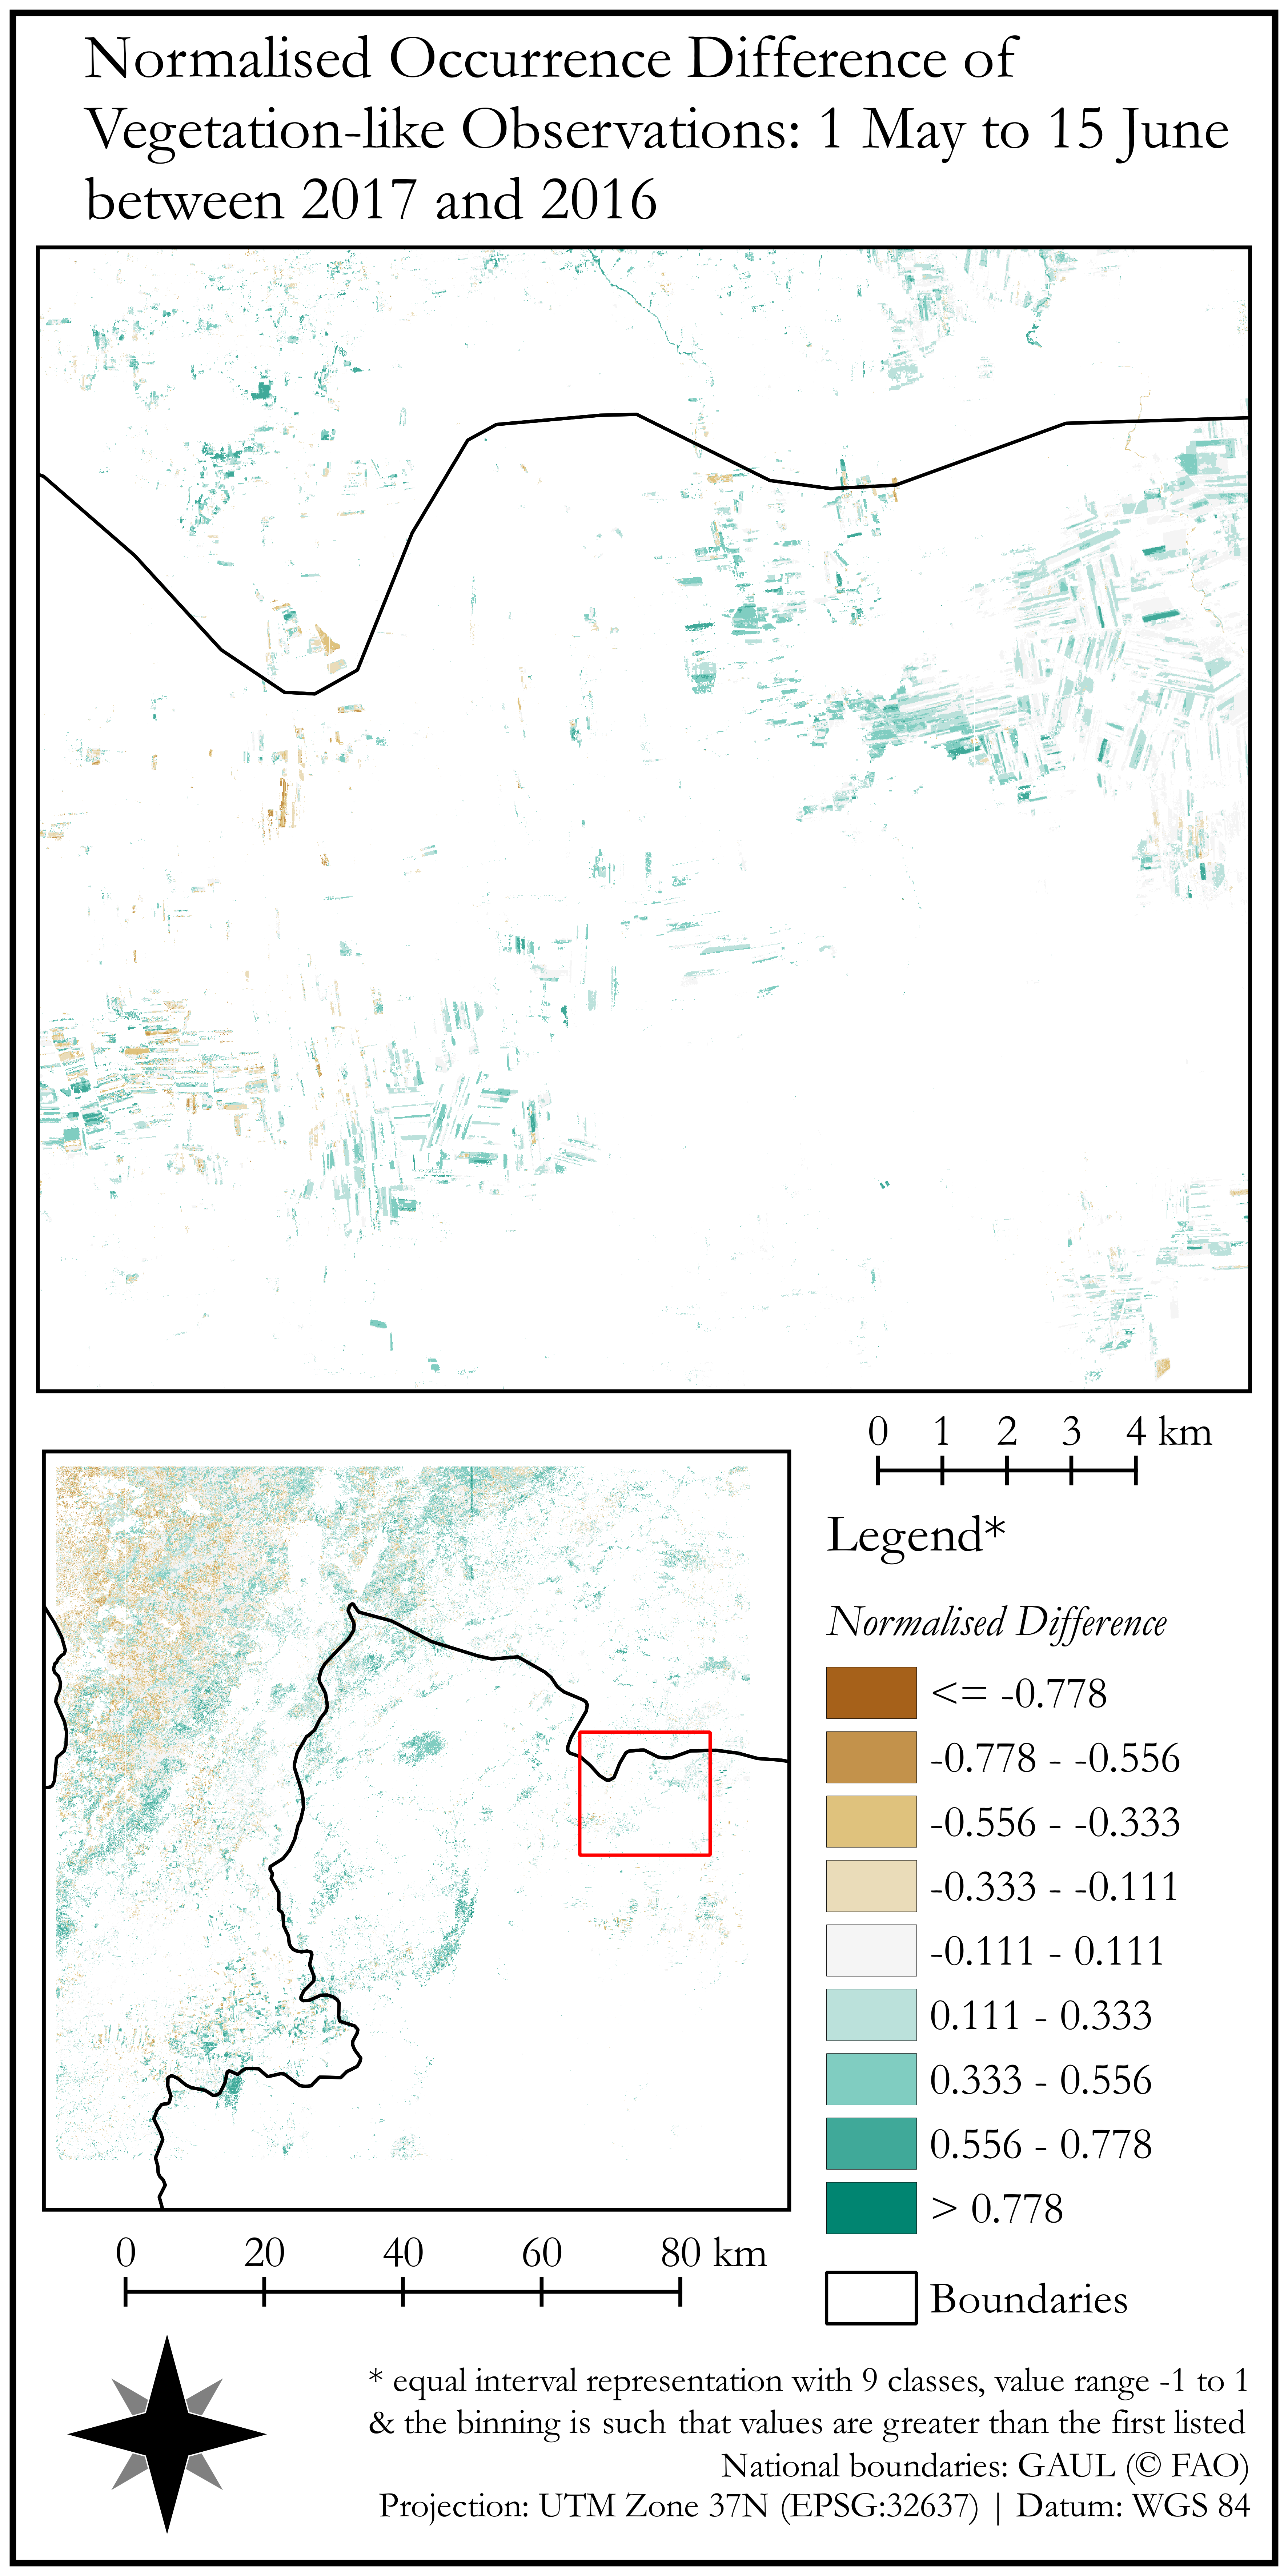 Normalised Occurrence Difference of
Vegetation-like Observations: 1 May to 15 June
between 2017 and 2016
0 1 2 3 4 km
Legend*
Normalised Difference
<= -0.778
-0.778 - -0.556
-0.556 - -0.333
-0.333 - -0.111
-0.111 - 0.111
0.111 - 0.333
0.333 - 0.556
0.556 - 0.778
> 0.778
Boundaries
0 20 40 60 80 km
* equal interval representation with 9 classes, value range -1 to 1
& the binning is such that values are greater than the first listed
National boundaries: GAUL (© FAO)
Projection: UTM Zone 37N (EPSG:32637) | Datum: WGS 84